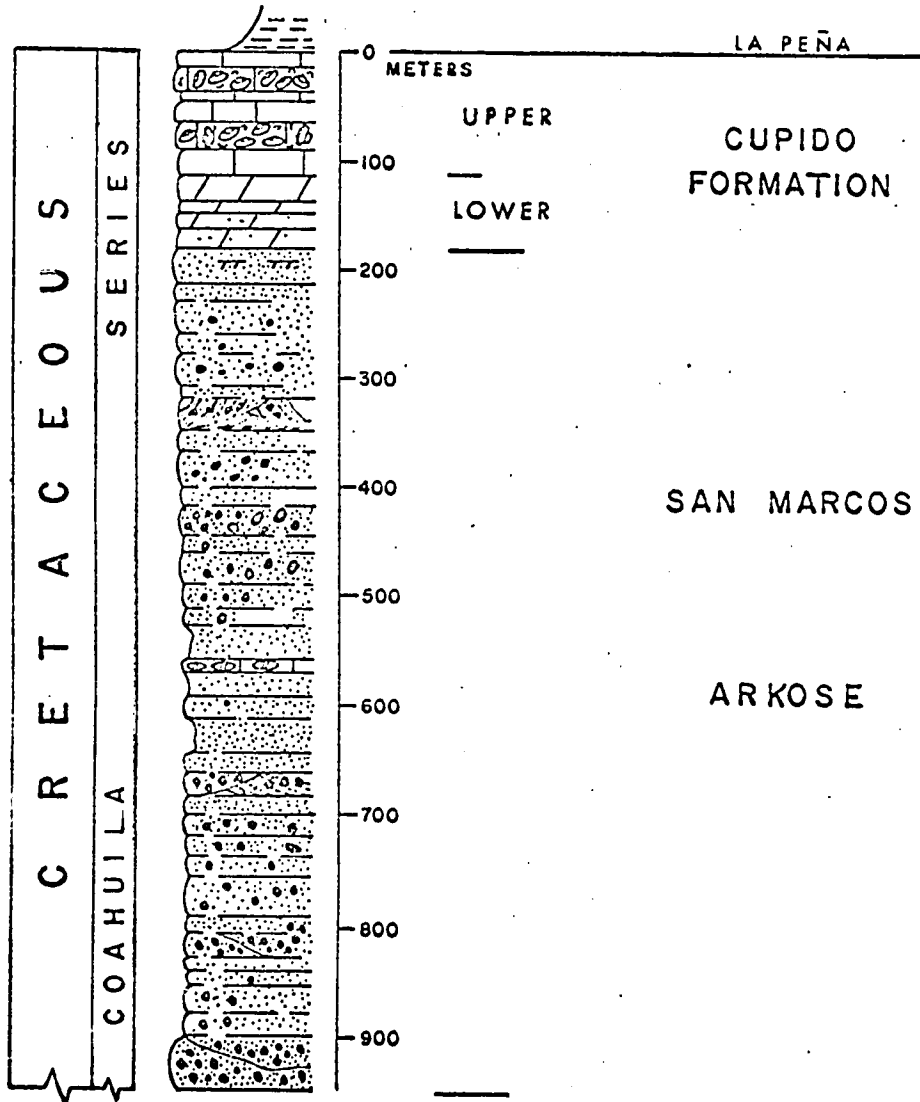 CRETACEOUS
COAHUILA SERIES
LA PEÑA
0
METERS
UPPER
CUPIDO
100
FORMATION
LOWER
200
300
400
SAN MARCOS
500
600
ARKOSE
700
800
900